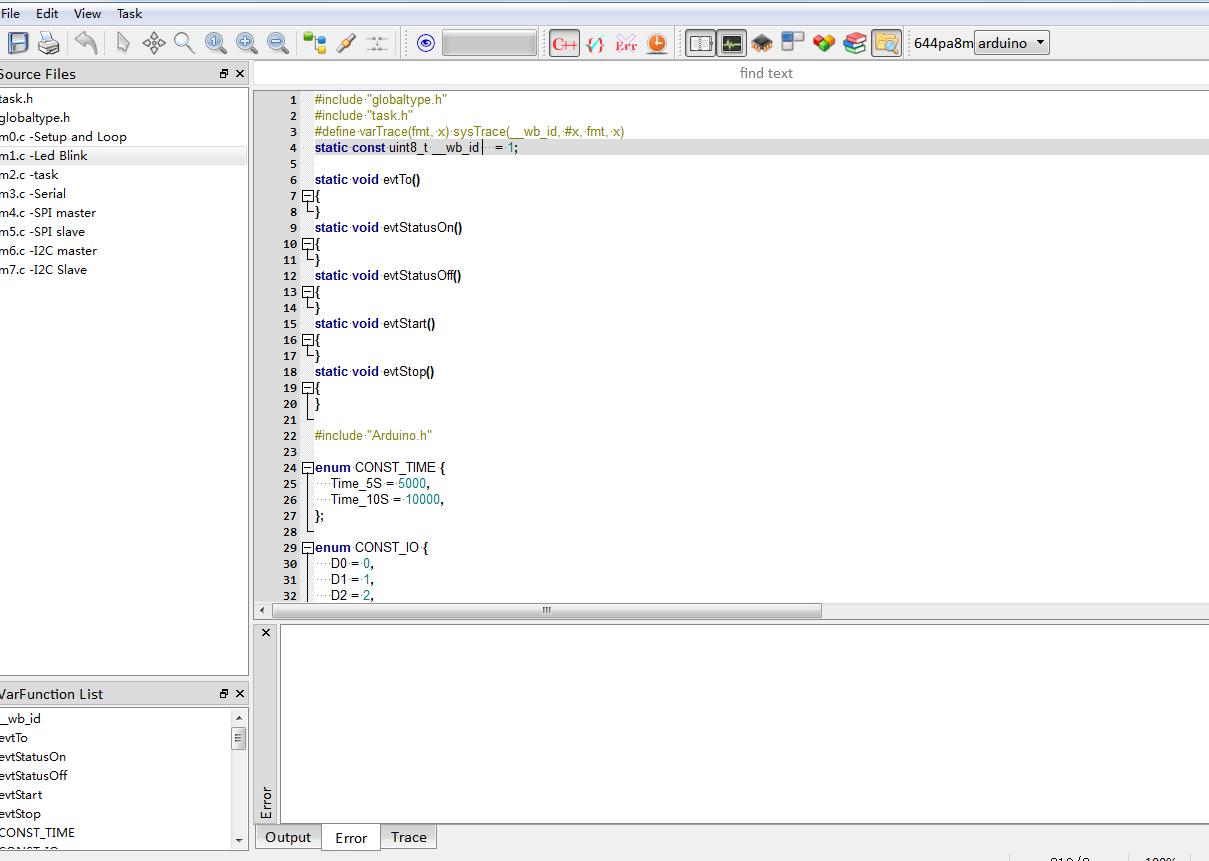 File Edit View Task
C++ {/} Err 644pa8m arduino
Source Files
task.h
globaltype.h
m0.c -Setup and Loop
m1.c -Led Blink
m2.c -task
m3.c -Serial
m4.c -SPI master
m5.c -SPI slave
m6.c -I2C master
m7.c -I2C Slave
find text
1 #include "globaltype.h"
2 #include "task.h"
3 #define varTrace(fmt, x) sysTrace(__wb_id, #x, fmt, x)
4 static const uint8_t __wb_id = 1;
5
6 static void evtTo()
7 {
8 }
9 static void evtStatusOn()
10 {
11 }
12 static void evtStatusOff()
13 {
14 }
15 static void evtStart()
16 {
17 }
18 static void evtStop()
19 {
20 }
21
22 #include "Arduino.h"
23
24 enum CONST_TIME {
25 Time_5S = 5000,
26 Time_10S = 10000,
27 };
28
29 enum CONST_IO {
30 D0 = 0,
31 D1 = 1,
32 D2 = 2,
VarFunction List
__wb_id
evtTo
evtStatusOn
evtStatusOff
evtStart
evtStop
CONST_TIME
CONST_IO
Error
Output Error Trace